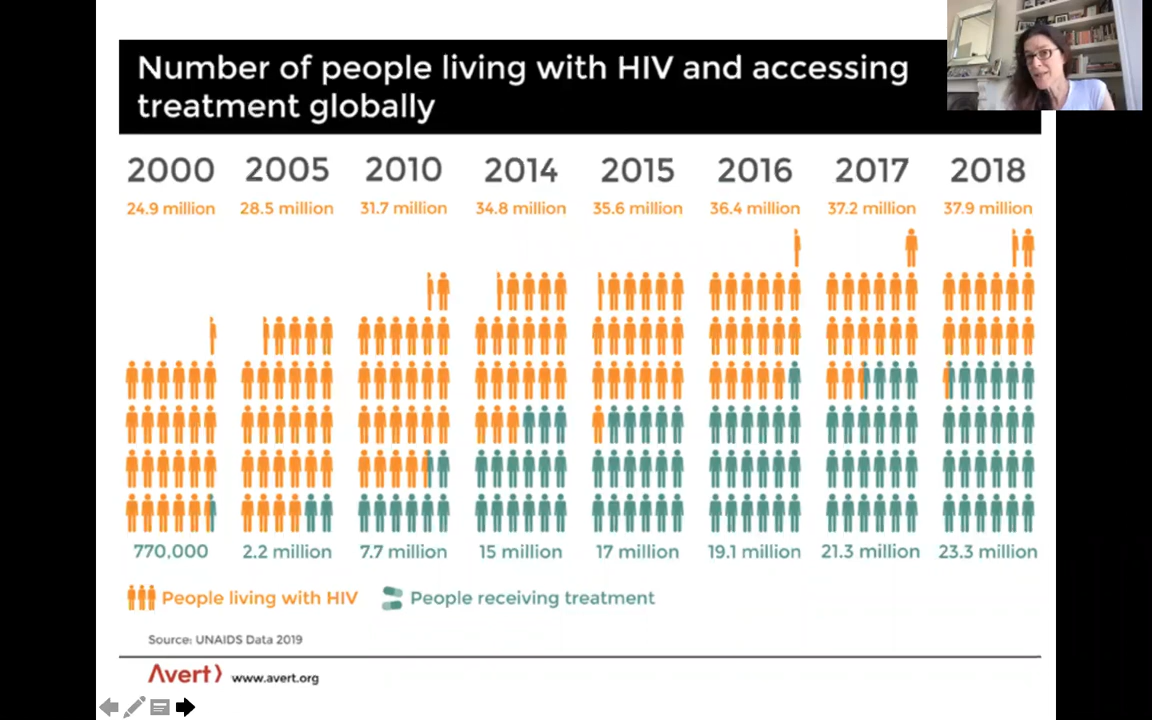 Number of people living with HIV and accessing
treatment globally
2000 2005 2010 2014 2015 2016 2017 2018
24.9 million 28.5 million 31.7 million 34.8 million 35.6 million 36.4 million 37.2 million 37.9 million
770,000 2.2 million 7.7 million 15 million 17 million 19.1 million 21.3 million 23.3 million
People living with HIV People receiving treatment
Source: UNAIDS Data 2019
Avert www.avert.org